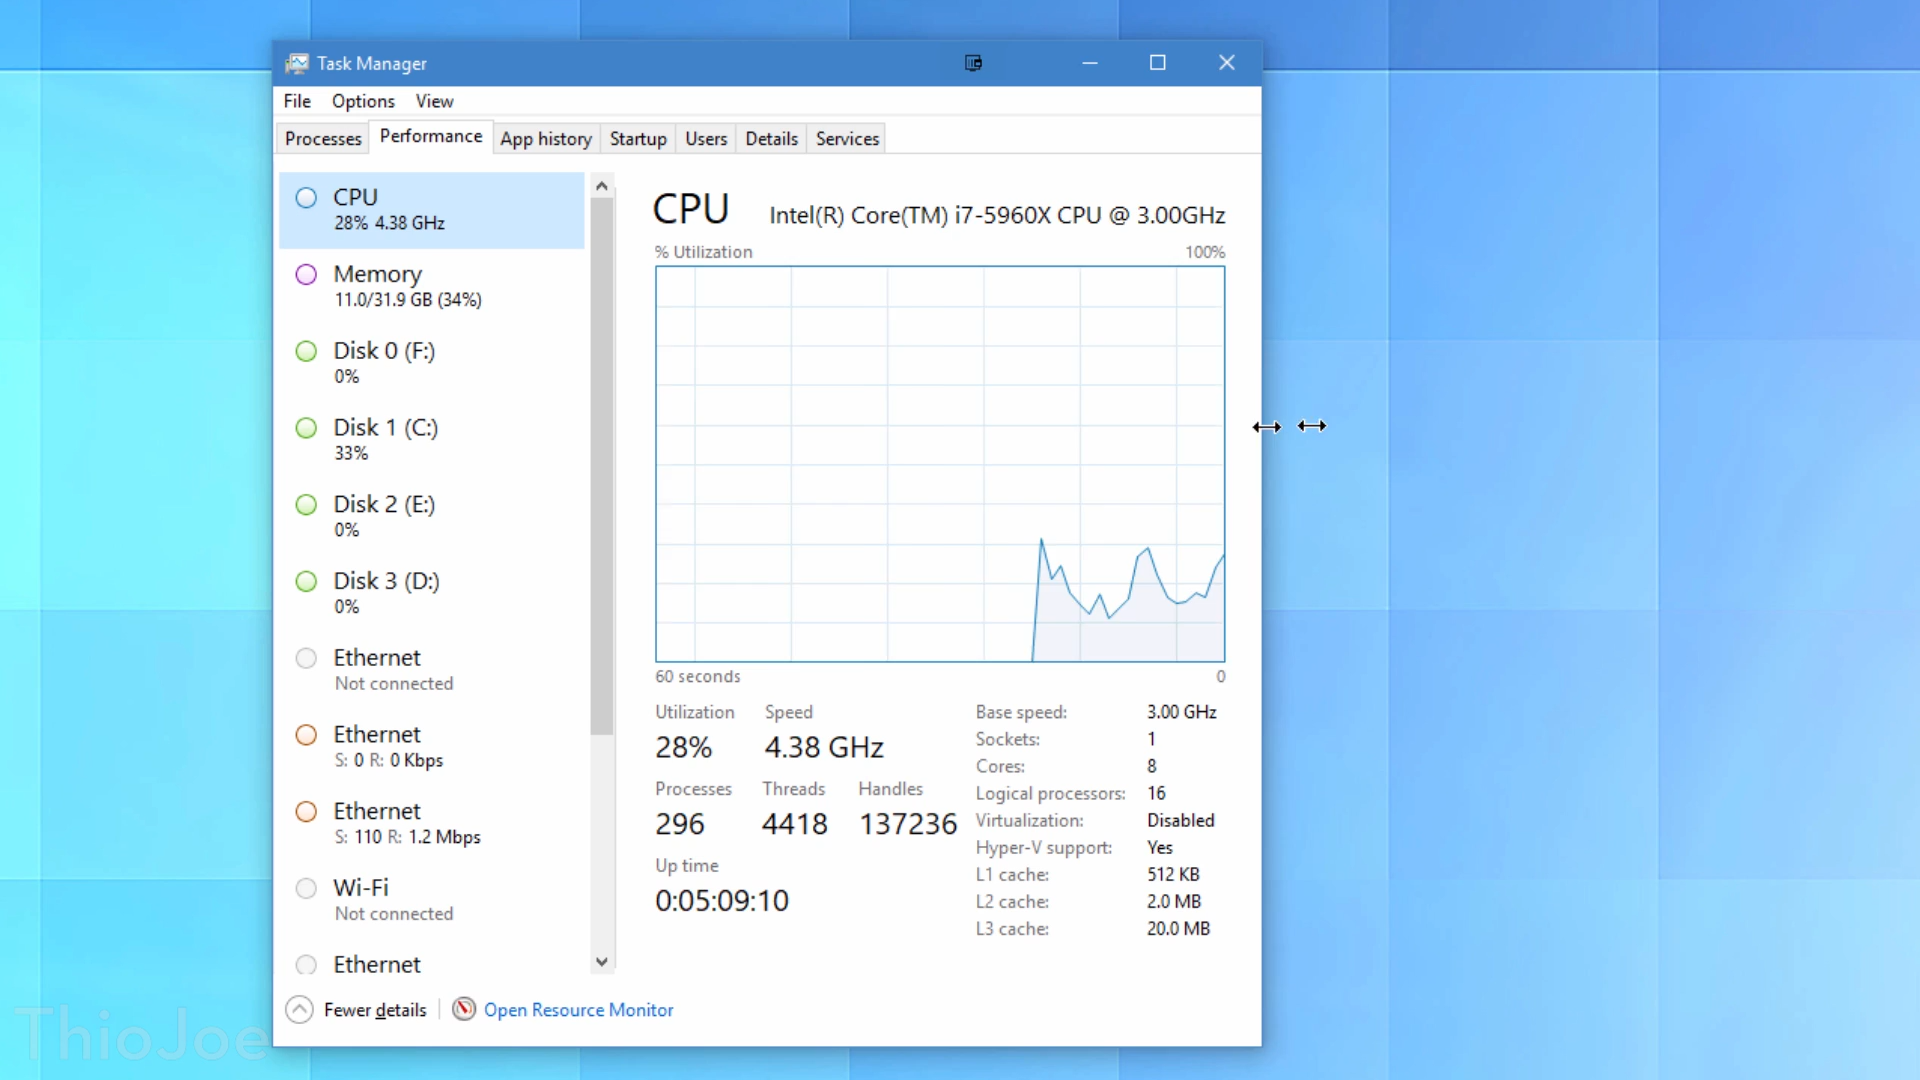 Task Manager
File Options View
Processes Performance App history Startup Users Details Services
CPU
28% 4.38 GHz
Memory
11.0/31.9 GB (34%)
Disk 0 (F:)
0%
Disk 1 (C:)
33%
Disk 2 (E:)
0%
Disk 3 (D:)
0%
Ethernet
Not connected
Ethernet
S: 0 R: 0 Kbps
Ethernet
S: 110 R: 1.2 Mbps
Wi-Fi
Not connected
Ethernet
CPU Intel(R) Core(TM) i7-5960X CPU @ 3.00GHz
% Utilization 100%
60 seconds 0
Utilization Speed
28% 4.38 GHz
Processes Threads Handles
296 4418 137236
Up time
0:05:09:10
Base speed: 3.00 GHz
Sockets: 1
Cores: 8
Logical processors: 16
Virtualization: Disabled
Hyper-V support: Yes
L1 cache: 512 KB
L2 cache: 2.0 MB
L3 cache: 20.0 MB
Fewer details Open Resource Monitor
ThioJoe